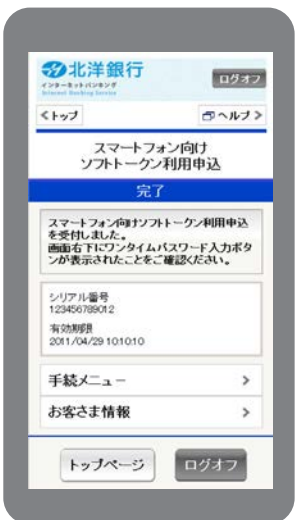 北洋銀行
インターネットバンキング
Internet Banking Service
ログオフ
<トップ
ヘルプ>
スマートフォン向け
ソフトトークン利用申込
完了
スマートフォン向けソフトトークン利用申込
を受付しました。
画面右下にワンタイムパスワード入力ボタ
ンが表示されたことをご確認ください。
シリアル番号
123456789012
有効期限
2011/04/29 10:10:10
手続メニュー >
お客さま情報 >
トップページ
ログオフ